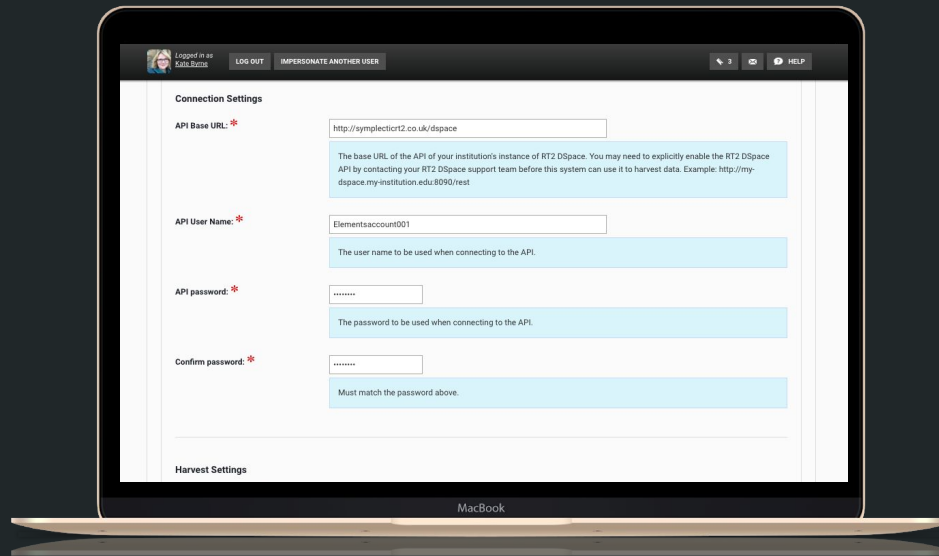 Logged in as
Kate Byrne
LOG OUT
IMPERSONATE ANOTHER USER
3
? HELP
Connection Settings
API Base URL: *
http://symplecticrt2.co.uk/dspace
The base URL of the API of your institution's instance of RT2 DSpace. You may need to explicitly enable the RT2 DSpace
API by contacting your RT2 DSpace support team before this system can use it to harvest data. Example: http://my-
dspace.my-institution.edu:8090/rest
API User Name: *
Elementsaccount001
The user name to be used when connecting to the API.
API password: *
••••••••
The password to be used when connecting to the API.
Confirm password: *
••••••••
Must match the password above.
Harvest Settings
MacBook